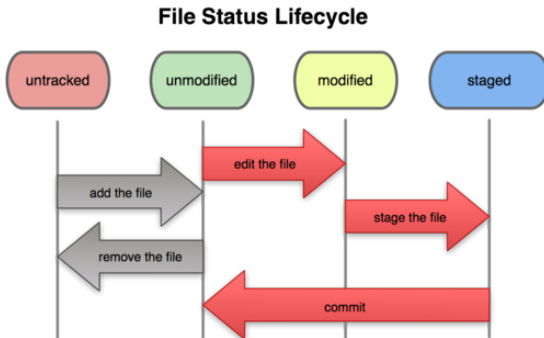 File Status Lifecycle
untracked
unmodified
modified
staged
edit the file
add the file
stage the file
remove the file
commit